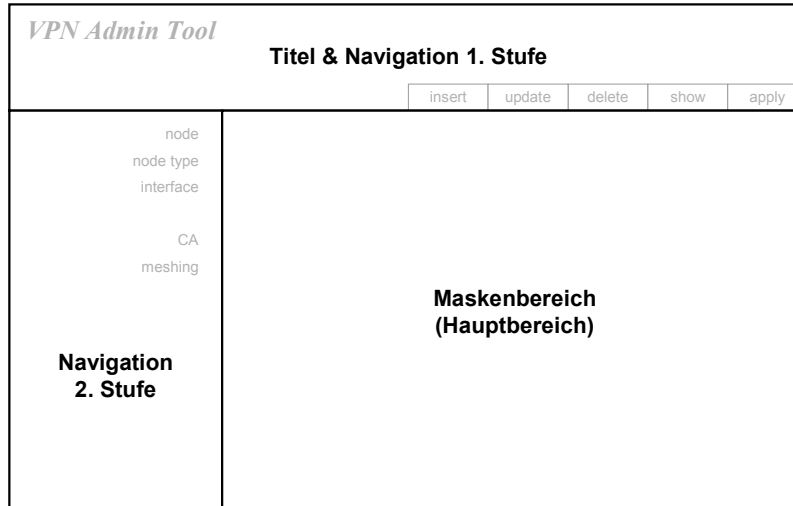 VPN Admin Tool
Titel & Navigation 1. Stufe
insert update delete show apply
node
node type
interface
CA
meshing
Navigation
2. Stufe
Maskenbereich
(Hauptbereich)